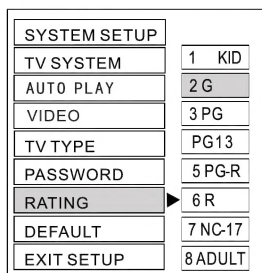 SYSTEM SETUP
TV SYSTEM
AUTO PLAY
VIDEO
TV TYPE
PASSWORD
RATING
DEFAULT
EXIT SETUP
1 KID
2 G
3 PG
PG13
5 PG-R
6 R
7 NC-17
8 ADULT